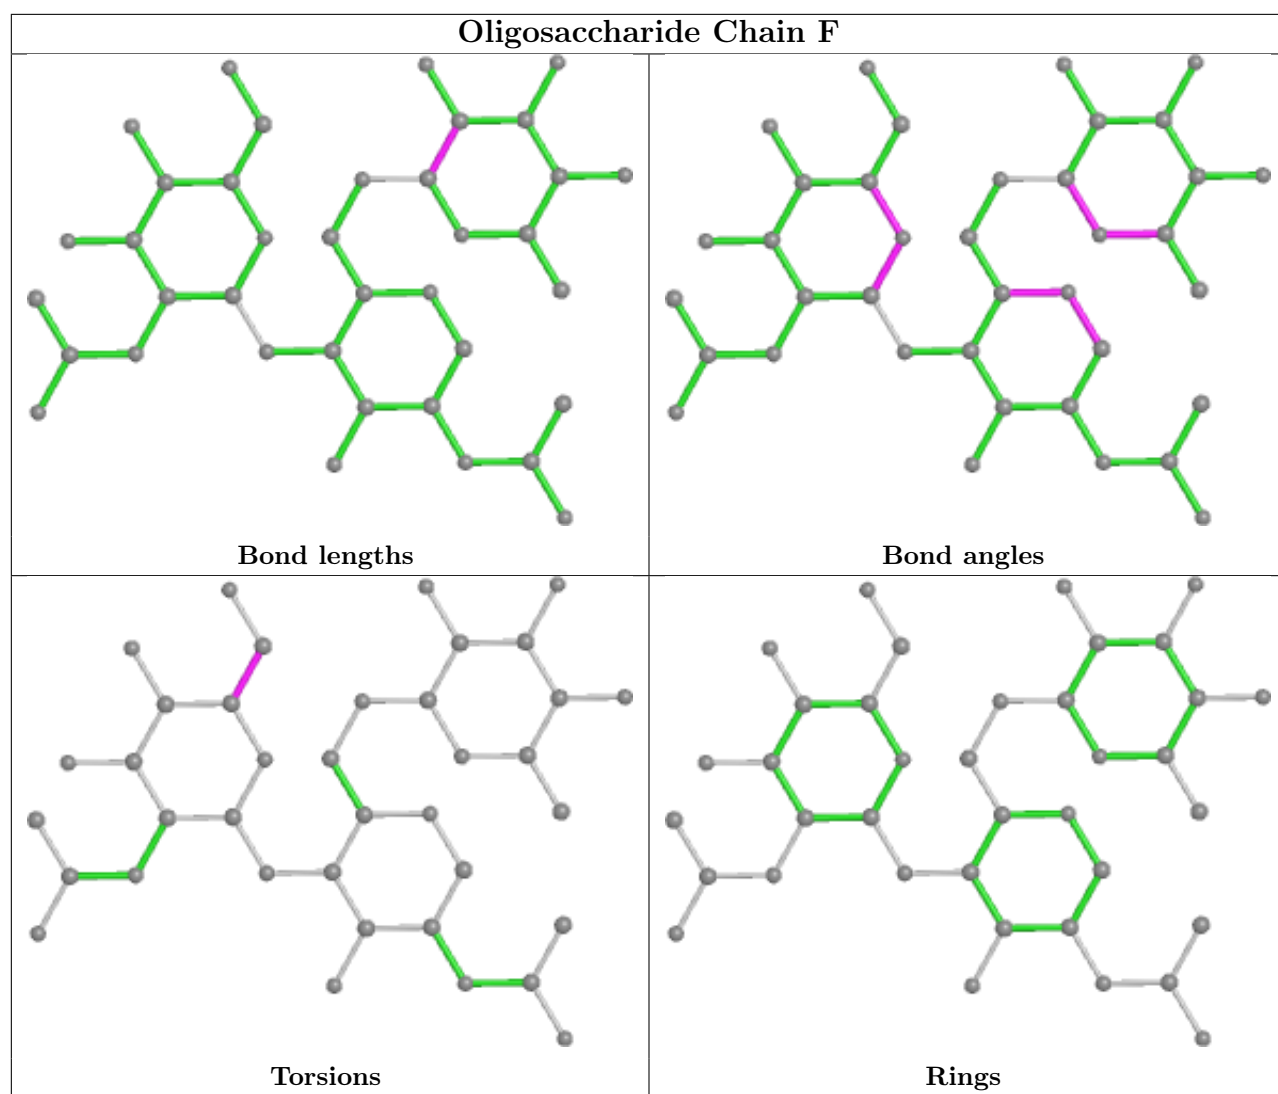 Oligosaccharide Chain F
Bond lengths
Bond angles
Torsions
Rings